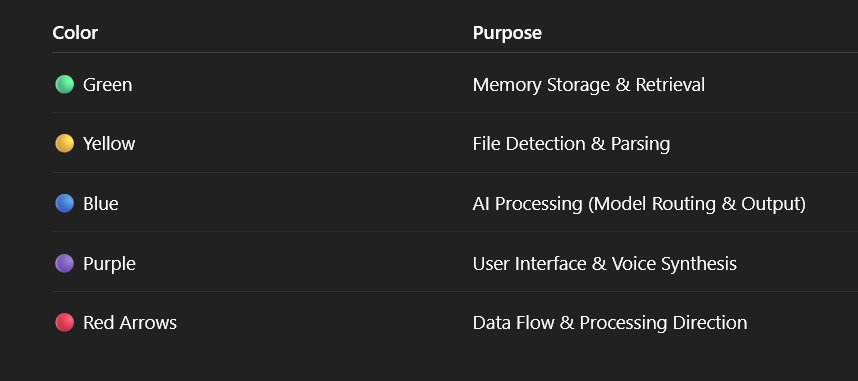 Color Purpose
Green Memory Storage & Retrieval
Yellow File Detection & Parsing
Blue AI Processing (Model Routing & Output)
Purple User Interface & Voice Synthesis
Red Arrows Data Flow & Processing Direction